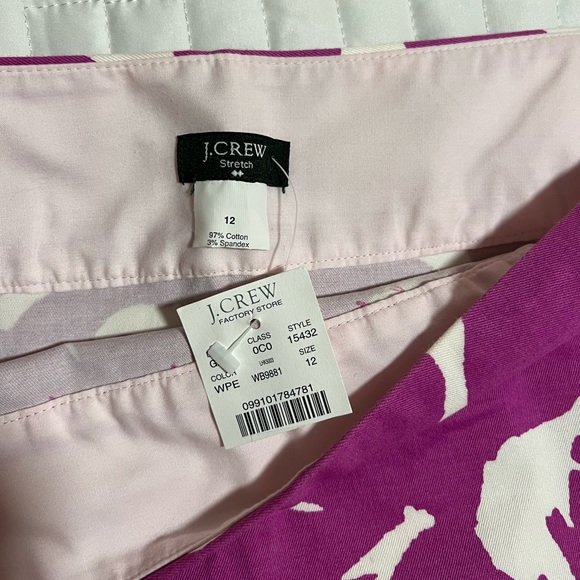 J.CREW
Stretch
12
97% Cotton
3% Spandex
J.CREW
FACTORY STORE
CLASS STYLE
0C0 15432
COLOR SIZE
WPE WB9881 12
099101784781